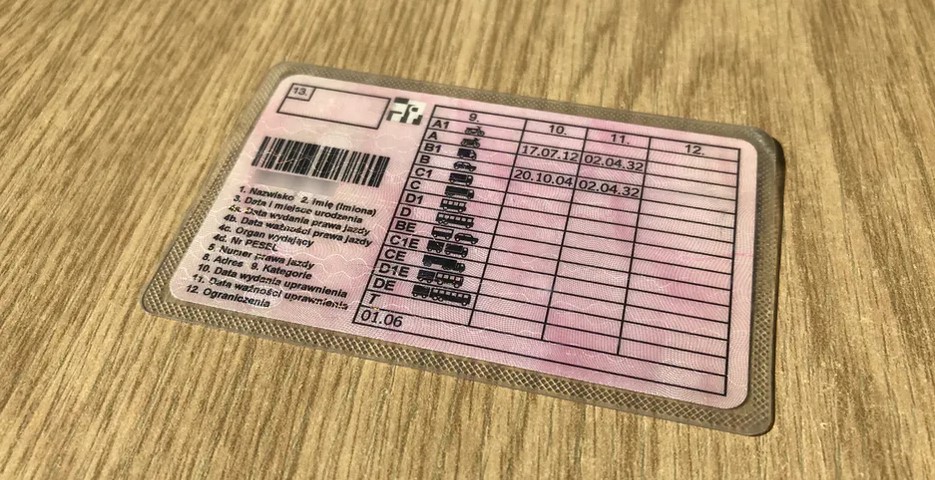 13.
9. 10. 11. 12.
A1
A 17.07.12 02.04.32
B1
B 20.10.04 02.04.32
C1
C
D1
D
BE
C1E
CE
D1E
DE
T
01.06
1. Nazwisko 2. Imię (imiona)
3. Data i miejsce urodzenia
4a. Data wydania prawa jazdy
4b. Data ważności prawa jazdy
4c. Organ wydający
4d. Nr PESEL
5. Numer prawa jazdy
8. Adres 9. Kategorie
10. Data wydania uprawnienia
11. Data ważności uprawnienia
12. Ograniczenia